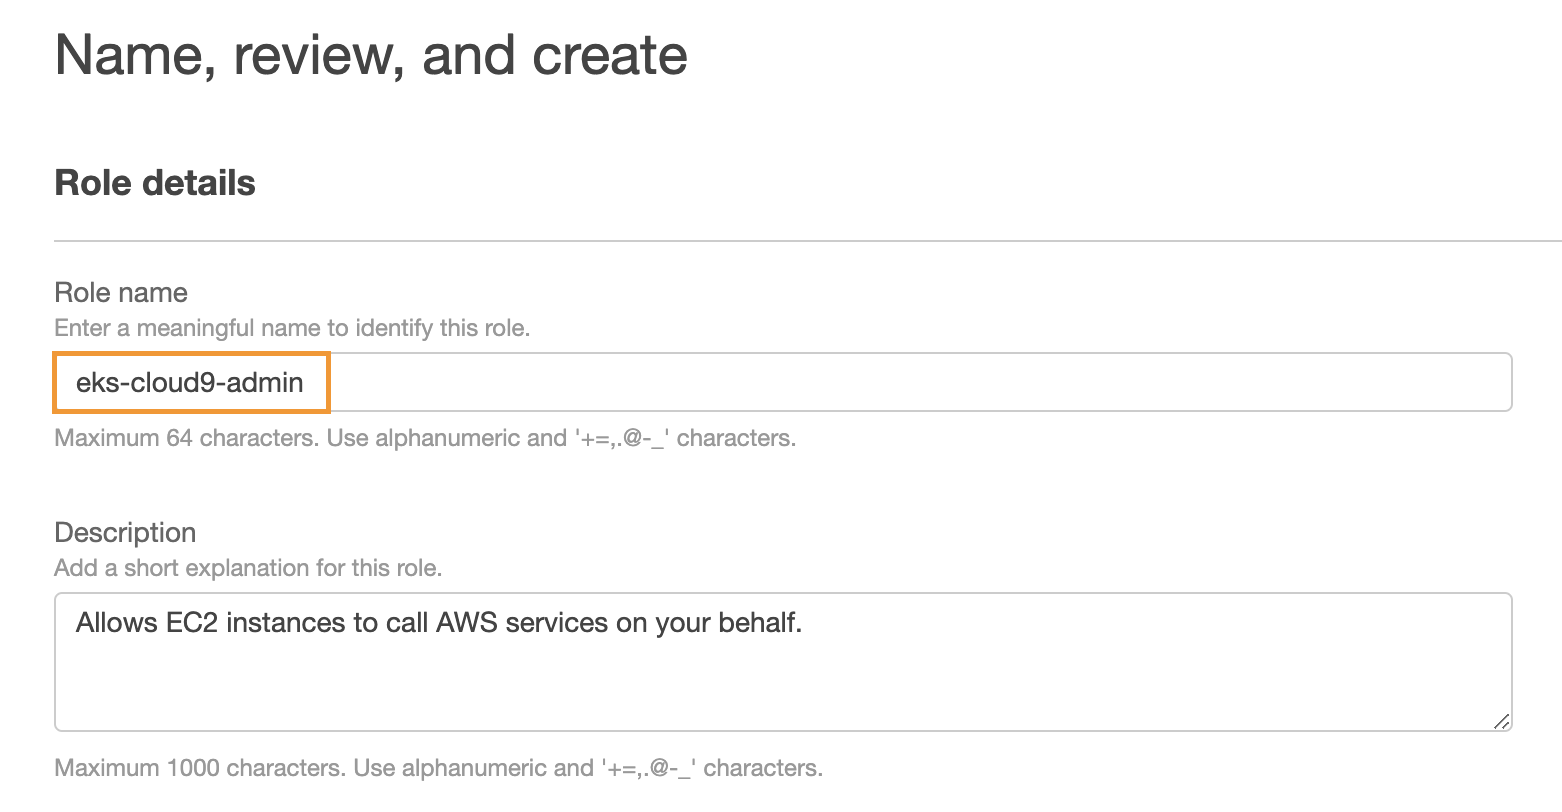 Name, review, and create
Role details
Role name
Enter a meaningful name to identify this role.
eks-cloud9-admin
Maximum 64 characters. Use alphanumeric and '+=,.@-_' characters.
Description
Add a short explanation for this role.
Allows EC2 instances to call AWS services on your behalf.
Maximum 1000 characters. Use alphanumeric and '+=,.@-_' characters.